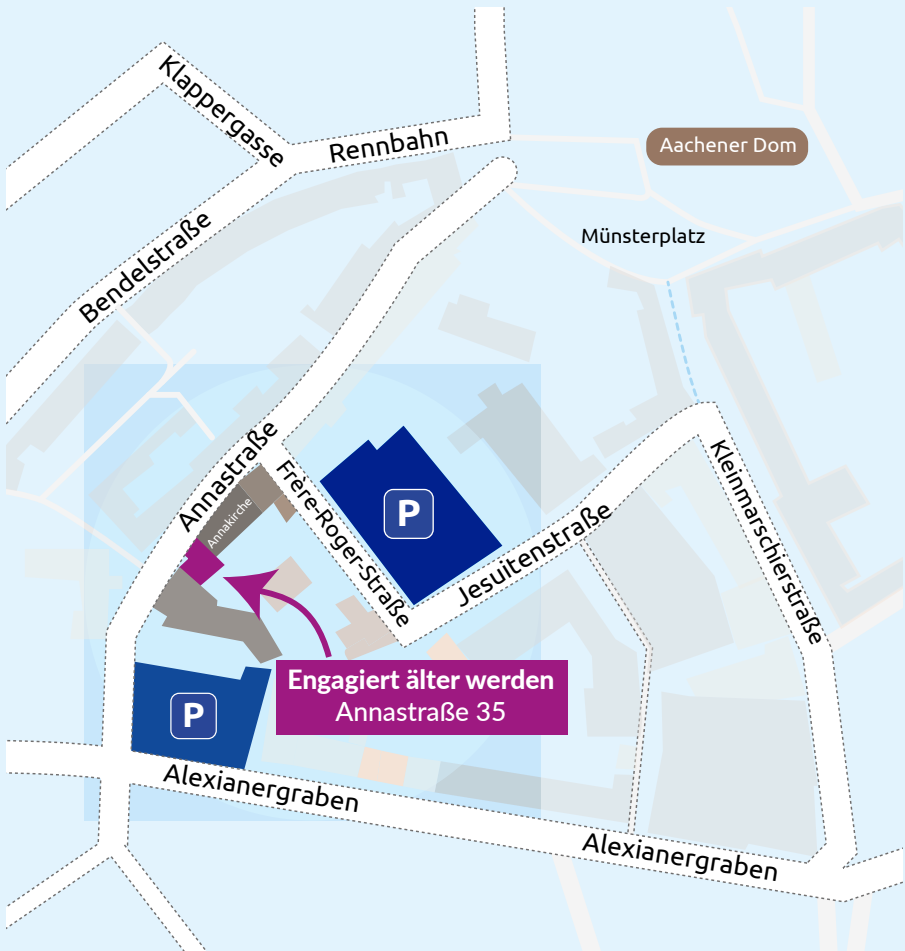 Klappergasse
Rennbahn
Aachener Dom
Münsterplatz
Bendelstraße
Annastraße
Annakirche
Frère-Roger-Straße
P
Jesuitenstraße
Kleinmarschierstraße
Engagiert älter werden
Annastraße 35
P
Alexianergraben
Alexianergraben